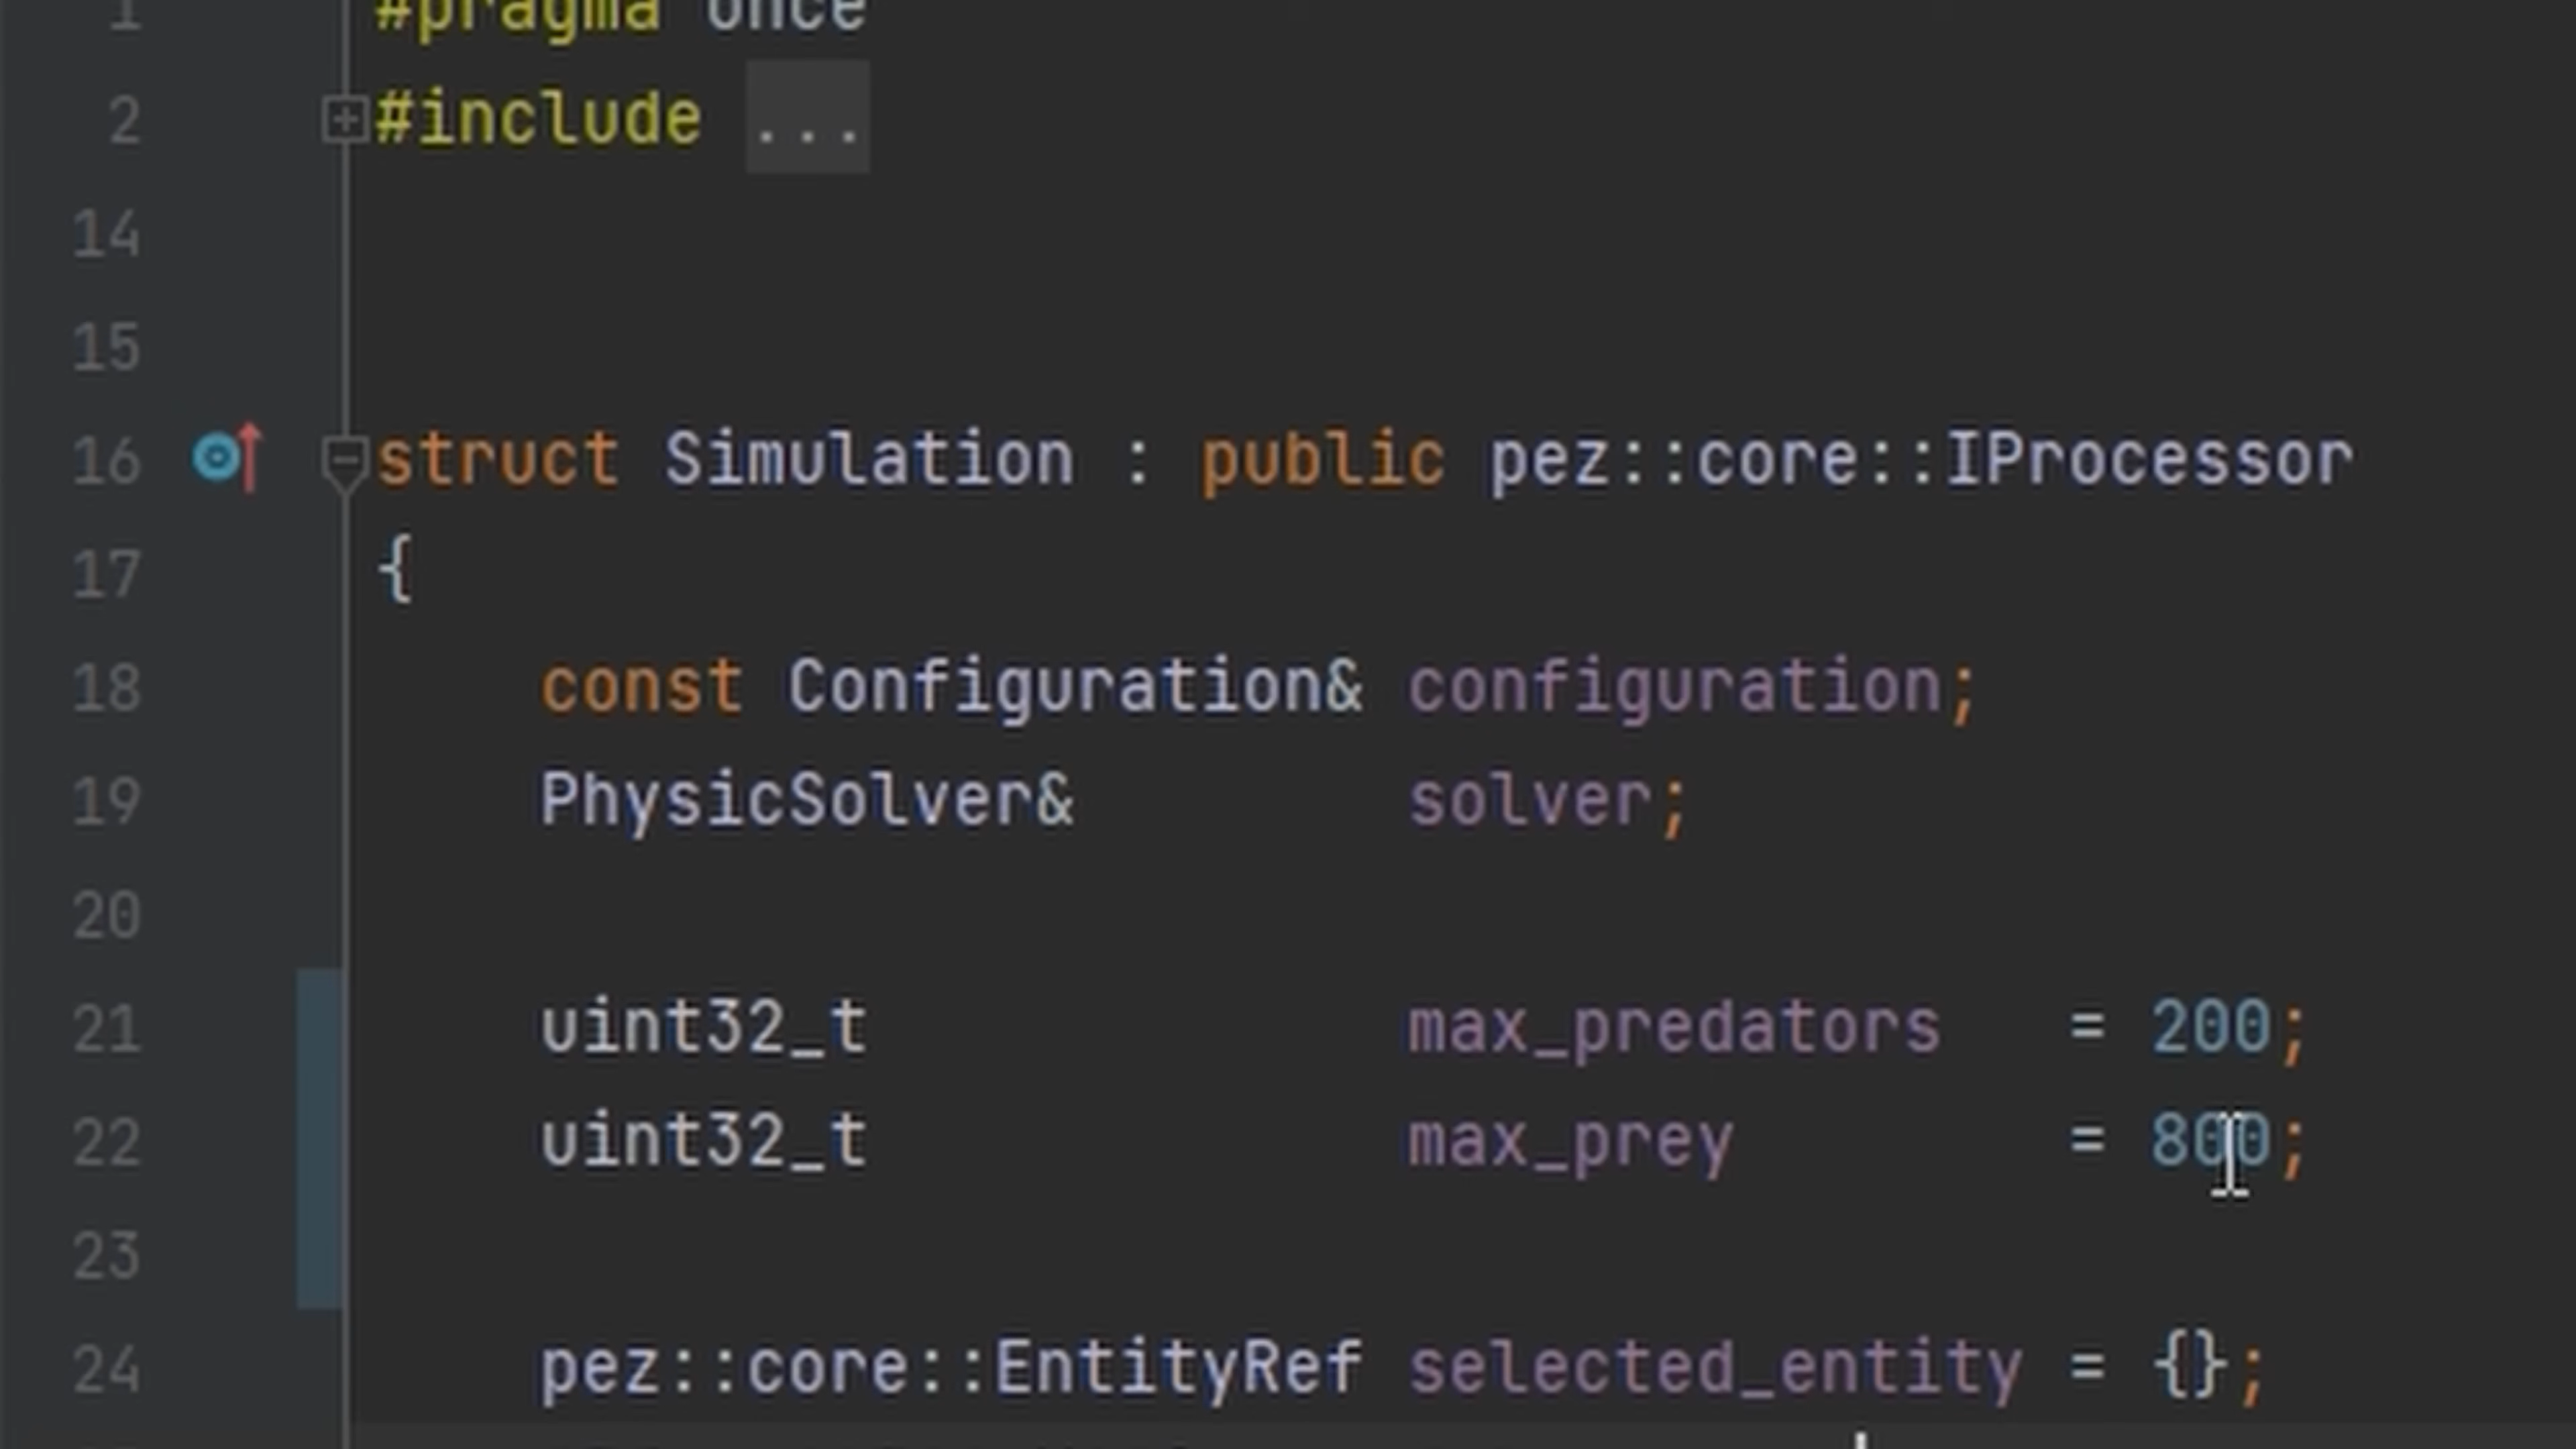 1 #pragma once
2 #include ...
14
15
16 struct Simulation : public pez::core::IProcessor
17 {
18 const Configuration& configuration;
19 PhysicSolver& solver;
20
21 uint32_t max_predators = 200;
22 uint32_t max_prey = 800;
23
24 pez::core::EntityRef selected_entity = {};